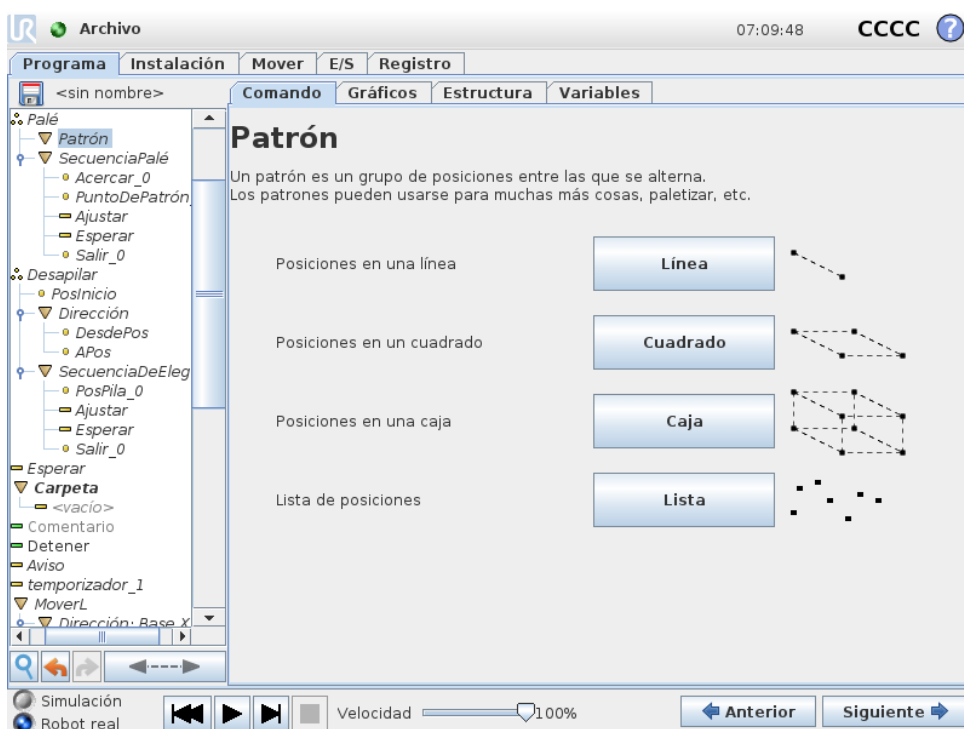 UR Archivo 07:09:48 CCCC ?
Programa Instalación Mover E/S Registro
<sin nombre> Comando Gráficos Estructura Variables
Palé
Patrón
SecuenciaPalé
Acercar_0
PuntoDePatrón_
Ajustar
Esperar
Salir_0
Desapilar
PosInicio
Dirección
DesdePos
APos
SecuenciaDeEleg
PosPila_0
Ajustar
Esperar
Salir_0
Esperar
Carpeta
<vacío>
Comentario
Detener
Aviso
temporizador_1
MoverL
Dirección: Base X
Patrón
Un patrón es un grupo de posiciones entre las que se alterna.
Los patrones pueden usarse para muchas más cosas, paletizar, etc.
Posiciones en una línea Línea
Posiciones en un cuadrado Cuadrado
Posiciones en una caja Caja
Lista de posiciones Lista
Simulación
Robot real
Velocidad 100% Anterior Siguiente